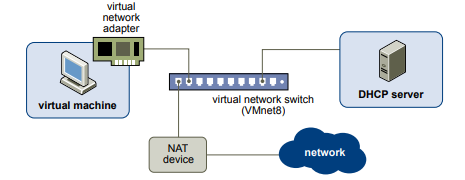 virtual
network
adapter
virtual machine
virtual network switch
(VMnet8)
DHCP server
NAT
device
network